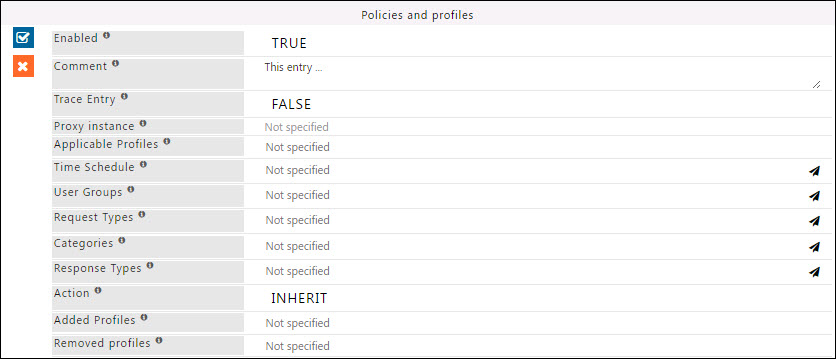 Policies and profiles
Enabled TRUE
Comment This entry ...
Trace Entry FALSE
Proxy instance Not specified
Applicable Profiles Not specified
Time Schedule Not specified
User Groups Not specified
Request Types Not specified
Categories Not specified
Response Types Not specified
Action INHERIT
Added Profiles Not specified
Removed profiles Not specified